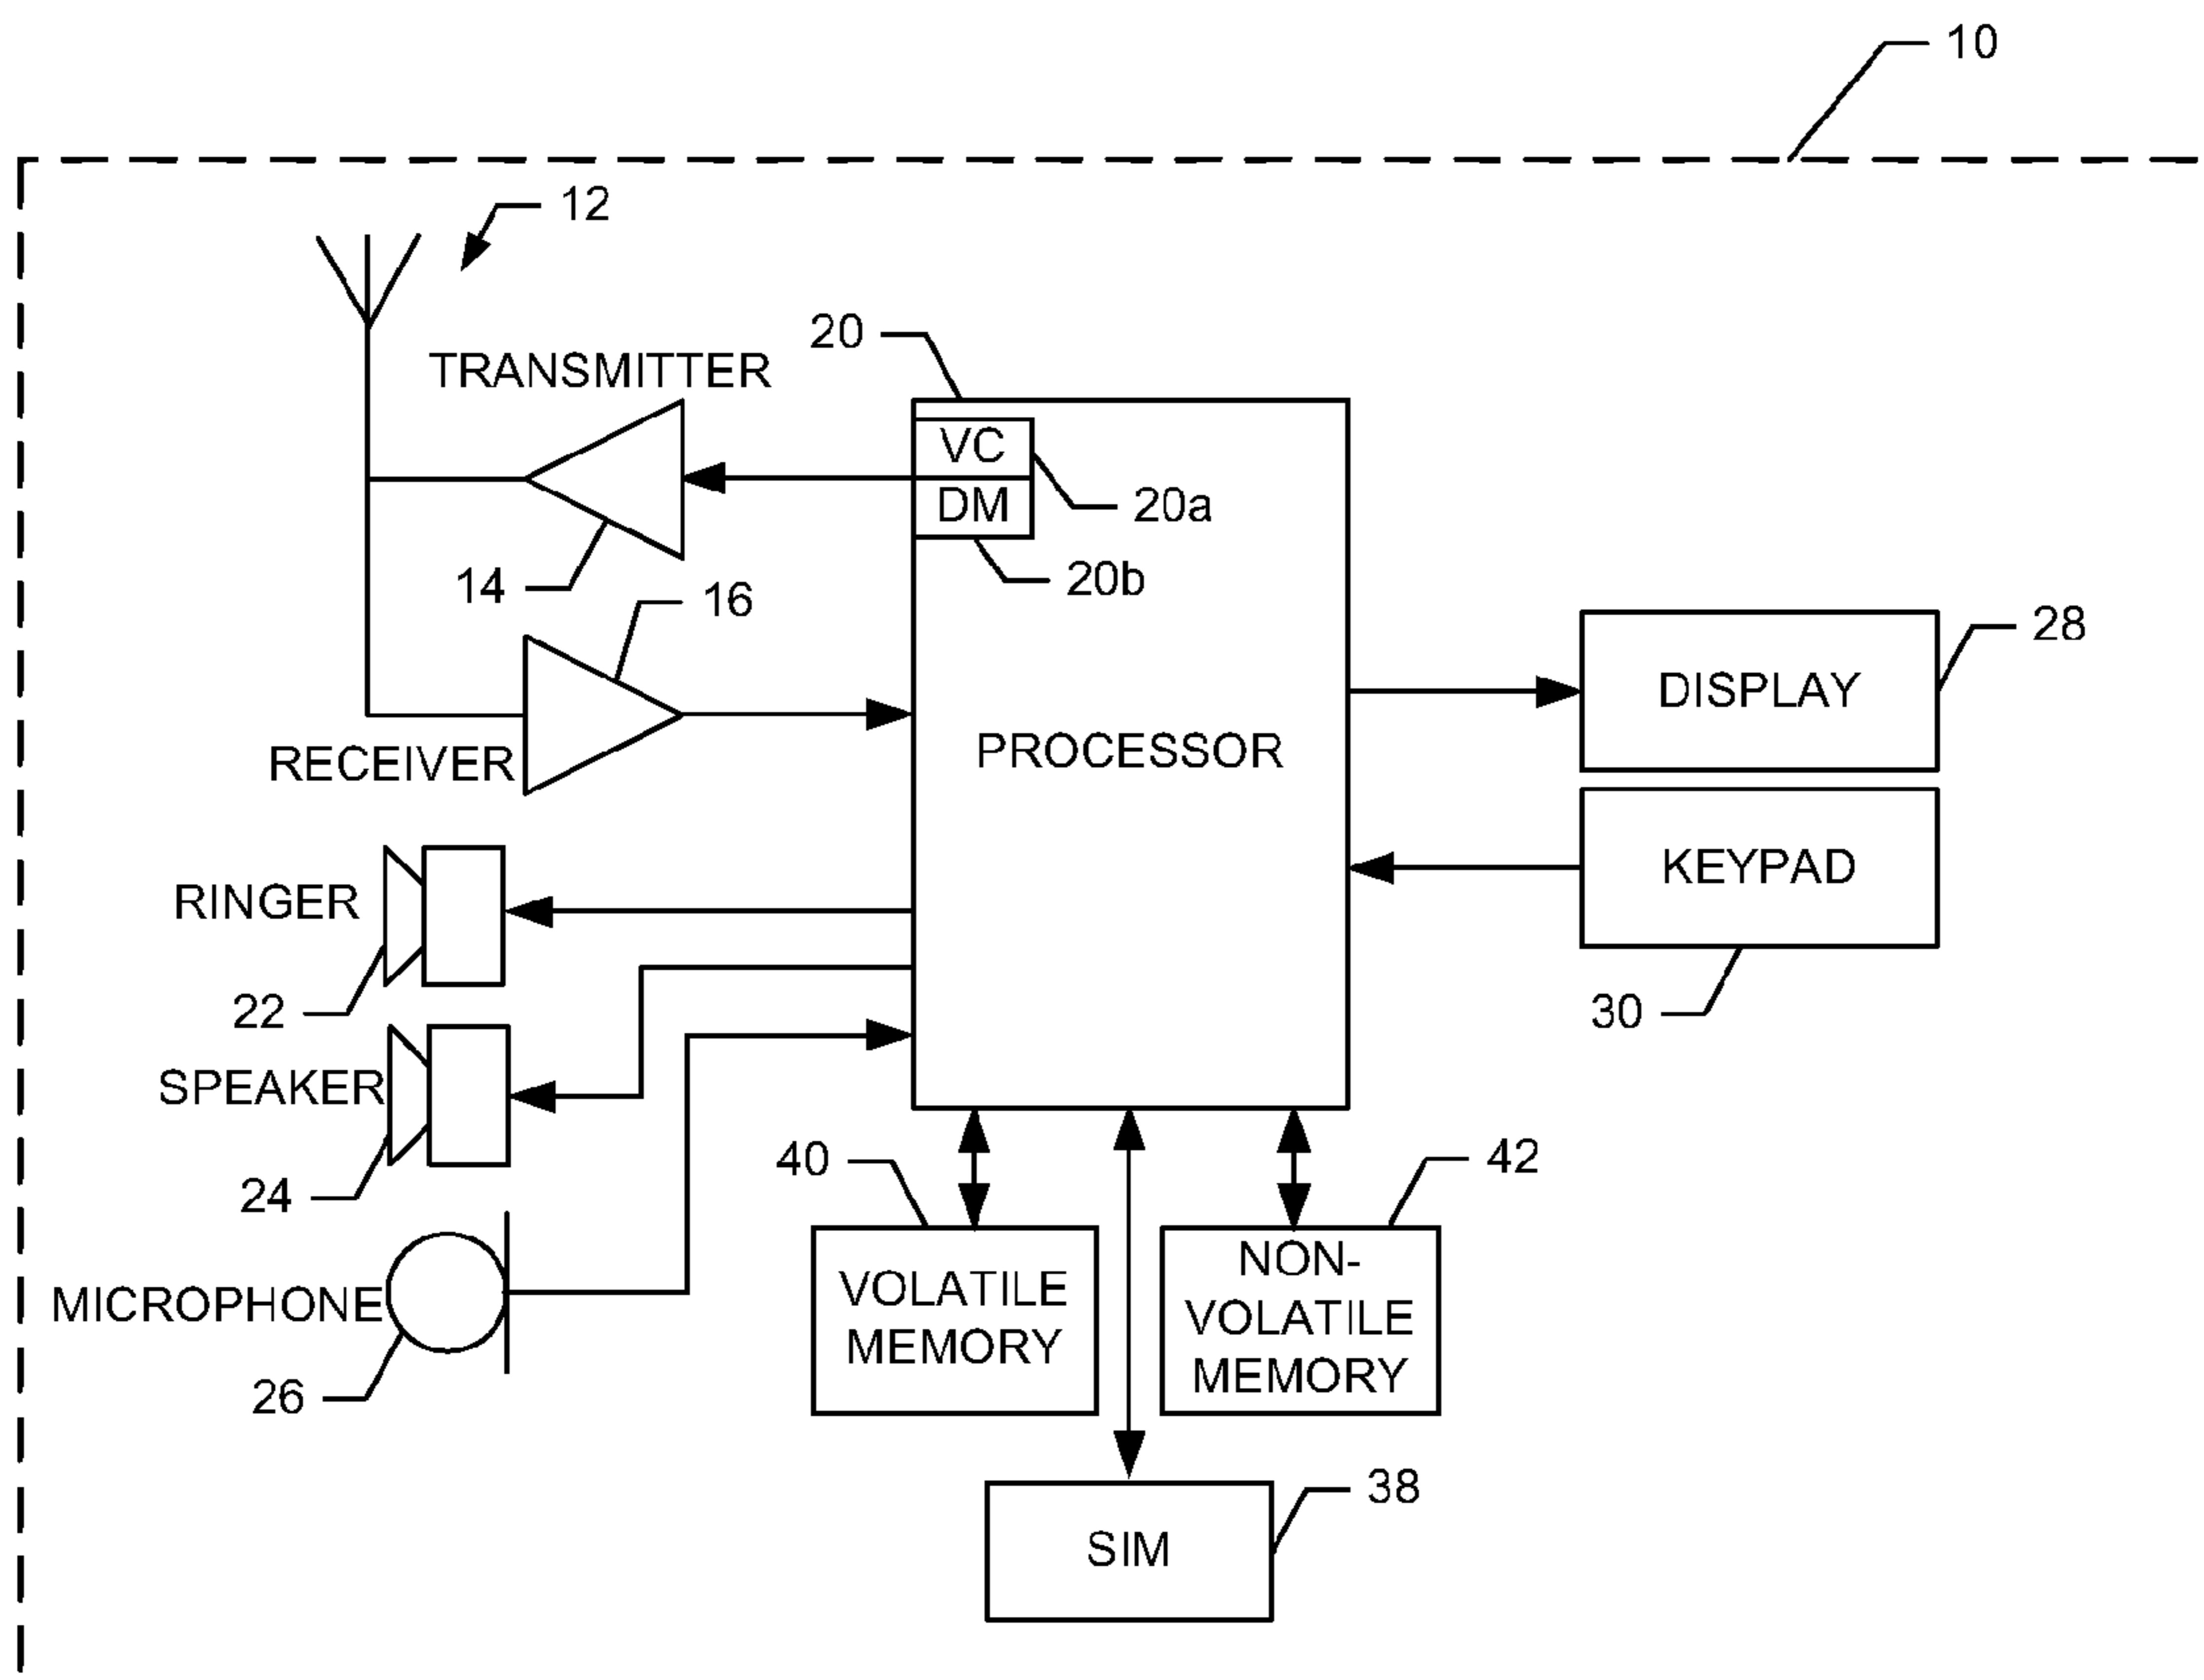 10
12
20
TRANSMITTER
VC
DM
20a
20b
14
16
28
DISPLAY
PROCESSOR
RECEIVER
KEYPAD
RINGER
22
30
SPEAKER
24
40
42
NON-
VOLATILE
MEMORY
VOLATILE
MEMORY
MICROPHONE
26
38
SIM